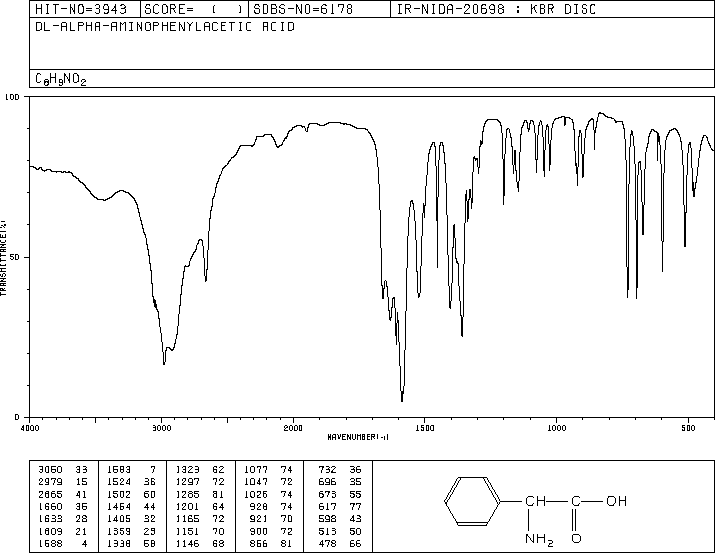 HIT-NO=3943 SCORE= ( ) SDBS-NO=6178 IR-NIDA-20698 : KBR DISC
DL-ALPHA-AMINOPHENYLACETIC ACID
C8H9NO2
100
50
0
TRANSMITTANCE(%)
4000 3000 2000 1500 1000 500
WAVENUMBER(-1)
3060 33 1583 7 1323 62 1077 74 732 36
2979 15 1524 36 1297 72 1047 72 696 35
2665 41 1502 60 1285 81 1026 74 673 55
1660 36 1454 44 1201 64 928 74 617 77
1633 28 1405 32 1165 72 921 70 598 43
1609 21 1359 29 1151 70 900 72 513 50
1588 4 1338 58 1146 68 856 81 478 66
CH C OH
NH2 O